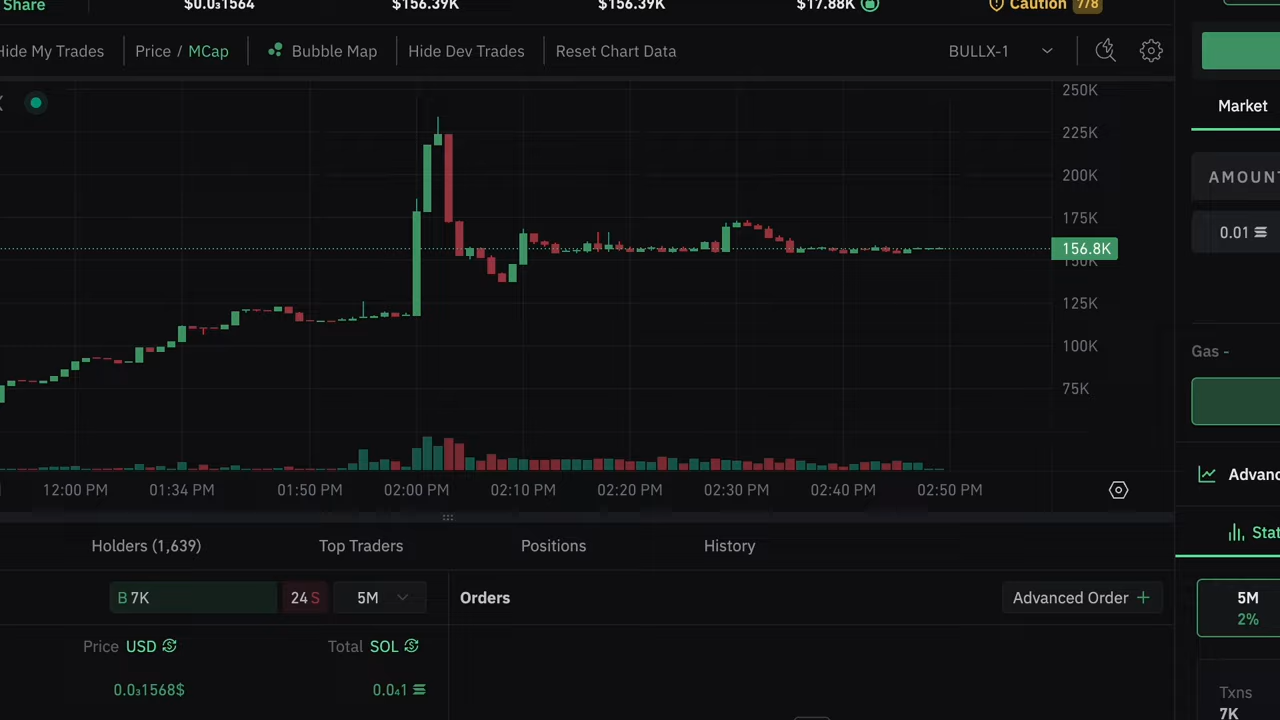 Share $0.0₃1564 $156.39K $156.39K $17.88K Caution 7/8
Hide My Trades Price / MCap Bubble Map Hide Dev Trades Reset Chart Data BULLX-1
Market
250K
225K
200K
175K
156.8K
150K
125K
100K
75K
AMOUNT
0.01
Gas -
12:00 PM 01:34 PM 01:50 PM 02:00 PM 02:10 PM 02:20 PM 02:30 PM 02:40 PM 02:50 PM
Holders (1,639) Top Traders Positions History
B 7K 24 S 5M Orders Advanced Order +
Price USD Total SOL
0.0₃1568$ 0.0₄1
5M
2%
Txns
7K